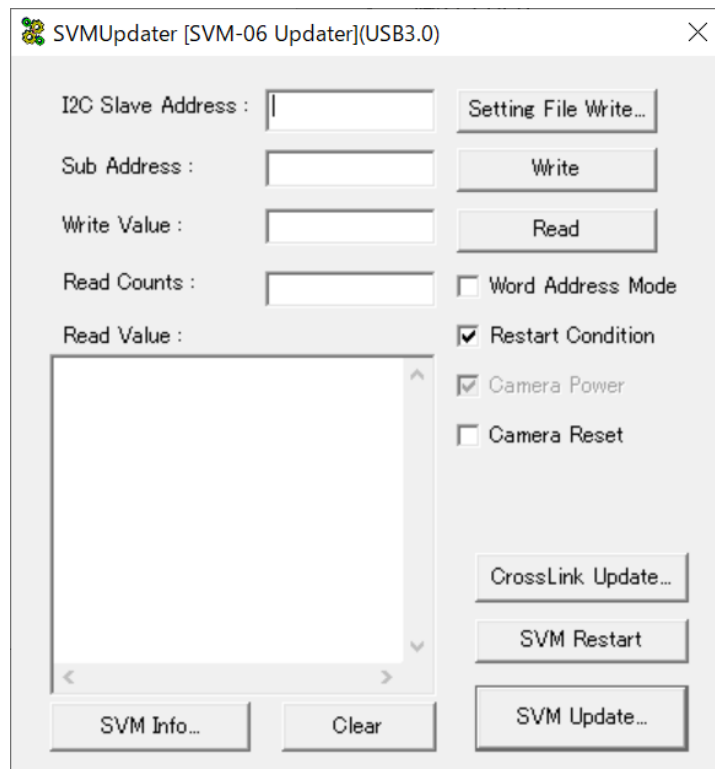 SVMUpdater [SVM-06 Updater](USB3.0)
I2C Slave Address :
Setting File Write...
Sub Address :
Write
Write Value :
Read
Read Counts :
Word Address Mode
Read Value :
Restart Condition
Camera Power
Camera Reset
CrossLink Update...
SVM Restart
SVM Info...
Clear
SVM Update...